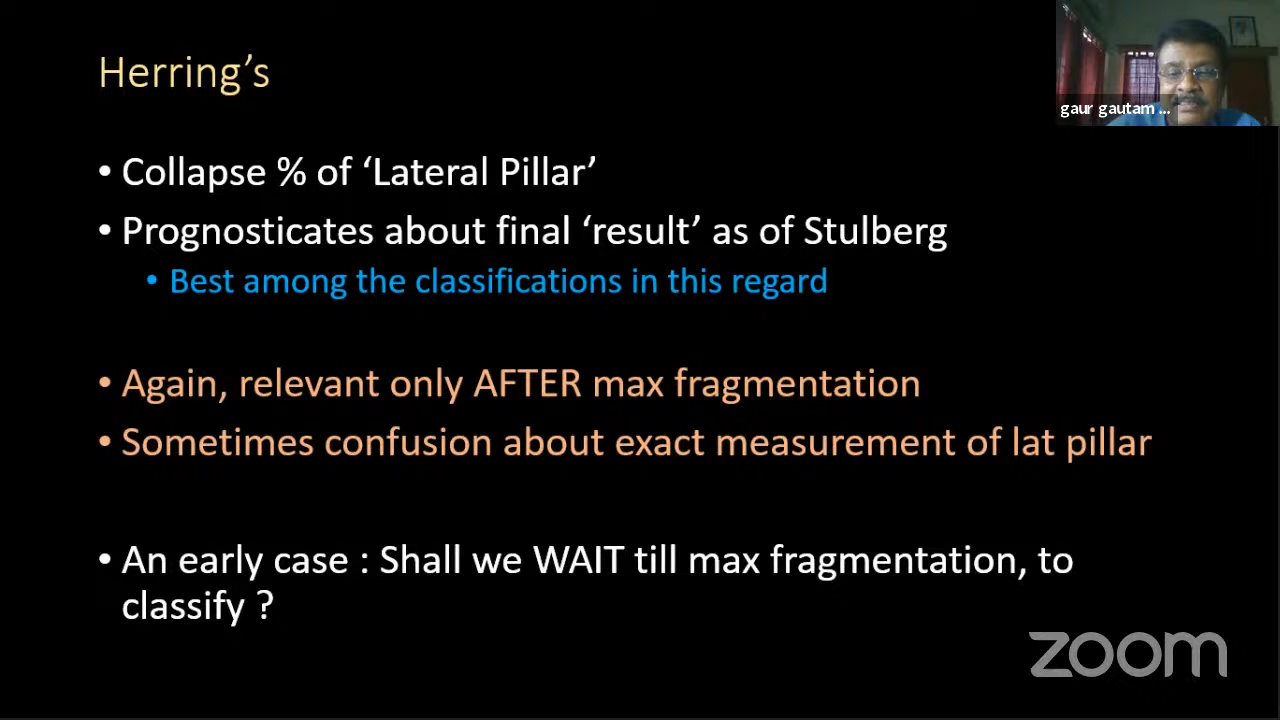 Herring’s
gaur gautam ...
• Collapse % of ‘Lateral Pillar’
• Prognosticates about final ‘result’ as of Stulberg
• Best among the classifications in this regard
• Again, relevant only AFTER max fragmentation
• Sometimes confusion about exact measurement of lat pillar
• An early case : Shall we WAIT till max fragmentation, to
classify ?
zoom